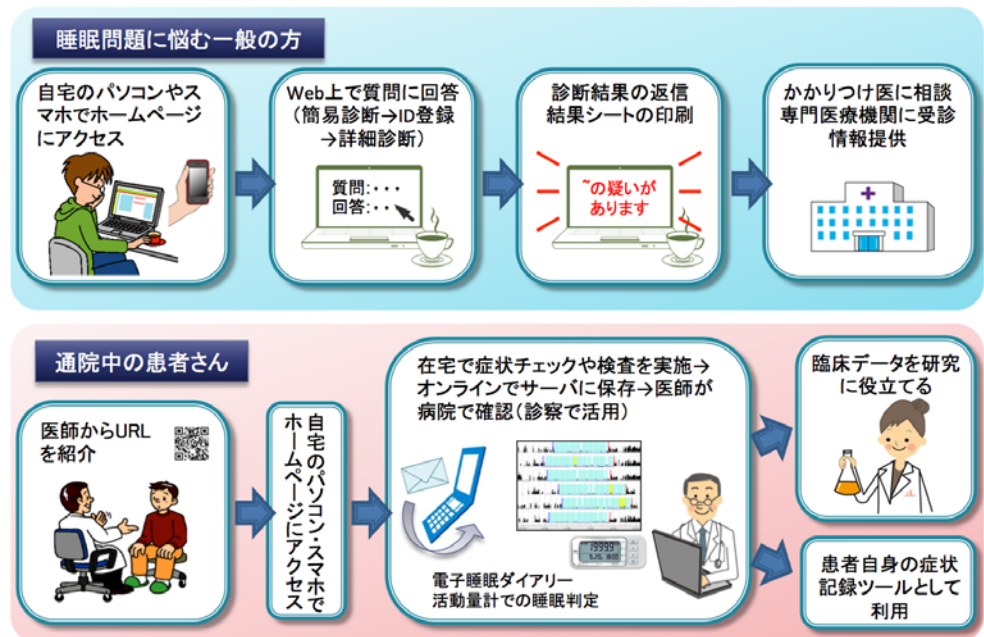 睡眠問題に悩む一般の方
自宅のパソコンやス
マホでホームページ
にアクセス
Web上で質問に回答
(簡易診断→ID登録
→詳細診断)
質問:・・・
回答:・・
診断結果の返信
結果シートの印刷
~の疑いが
あります
かかりつけ医に相談
専門医療機関に受診
情報提供
通院中の患者さん
医師からURL
を紹介
自宅のパソコン・スマホで
ホームページにアクセス
在宅で症状チェックや検査を実施→
オンラインでサーバに保存→医師が
病院で確認(診察で活用)
電子睡眠ダイアリー
活動量計での睡眠判定
臨床データを研究
に役立てる
患者自身の症状
記録ツールとして
利用